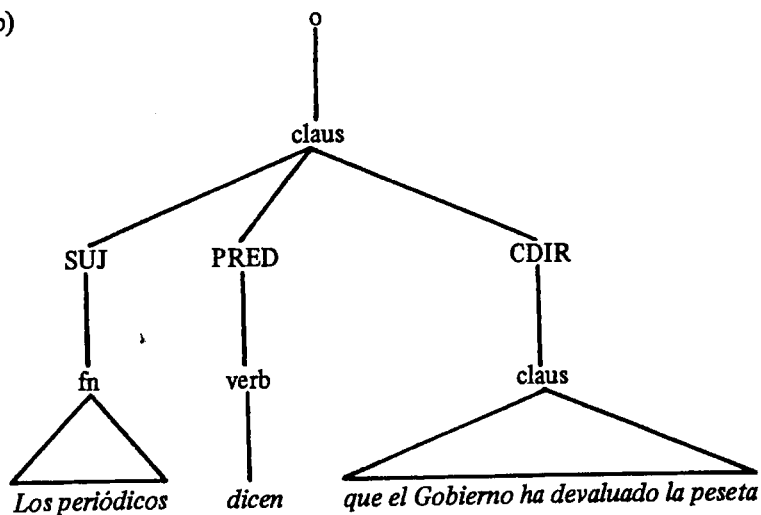 b)
o
claus
SUJ PRED CDIR
fn verb claus
Los periódicos dicen que el Gobierno ha devaluado la peseta